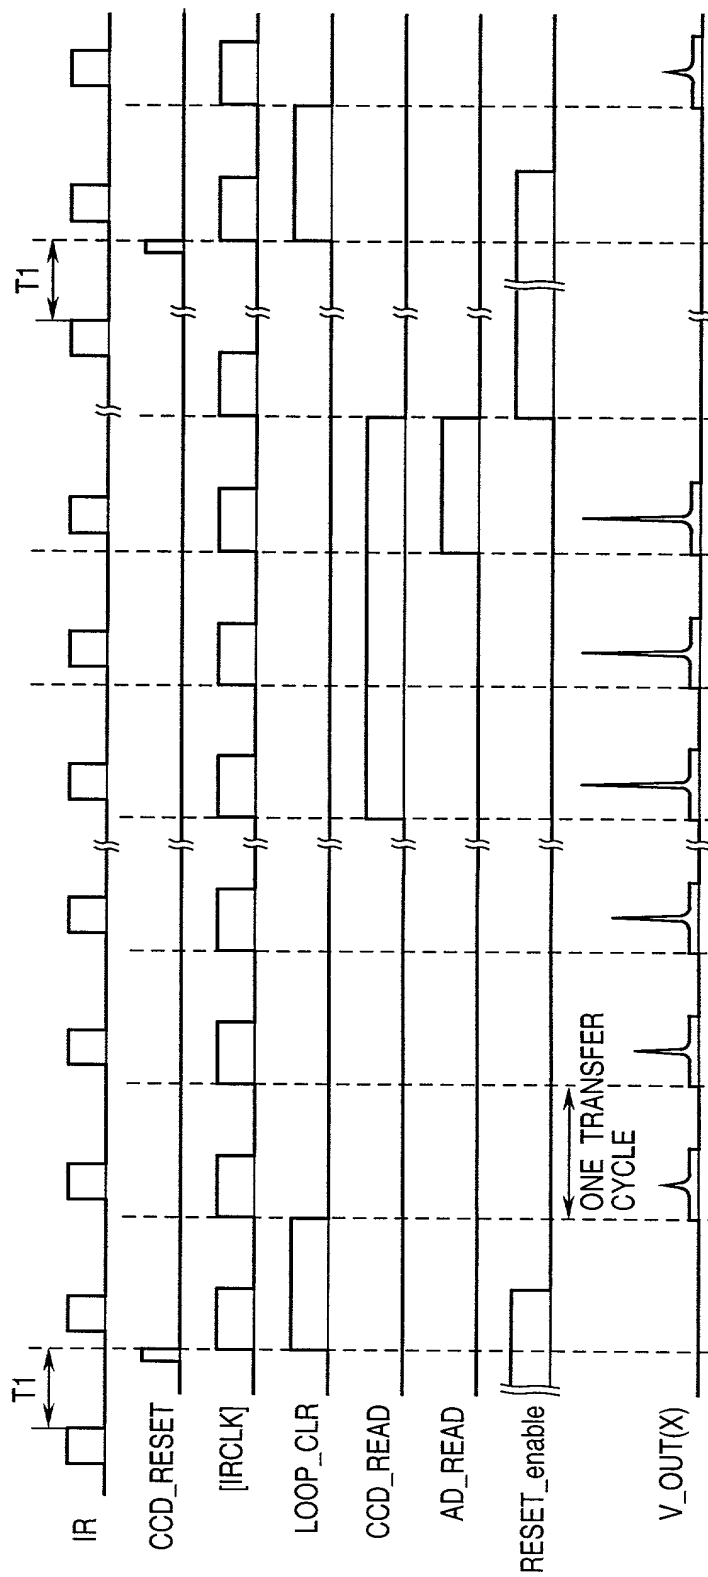 IR
CCD_RESET
[IRCLK]
LOOP_CLR
CCD_READ
AD_READ
RESET_enable
V_OUT(X)
T1
T1
ONE TRANSFER
CYCLE